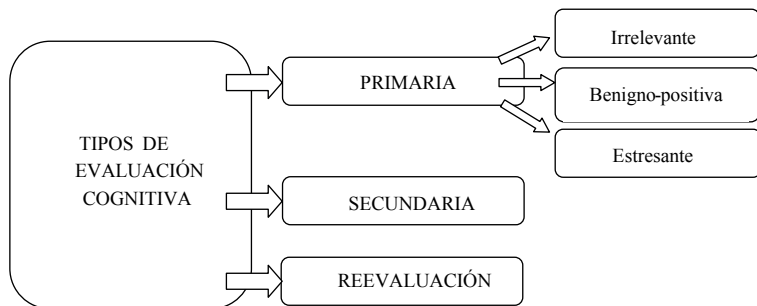 TIPOS DE
EVALUACIÓN
COGNITIVA
PRIMARIA
Irrelevante
Benigno-positiva
Estresante
SECUNDARIA
REEVALUACIÓN